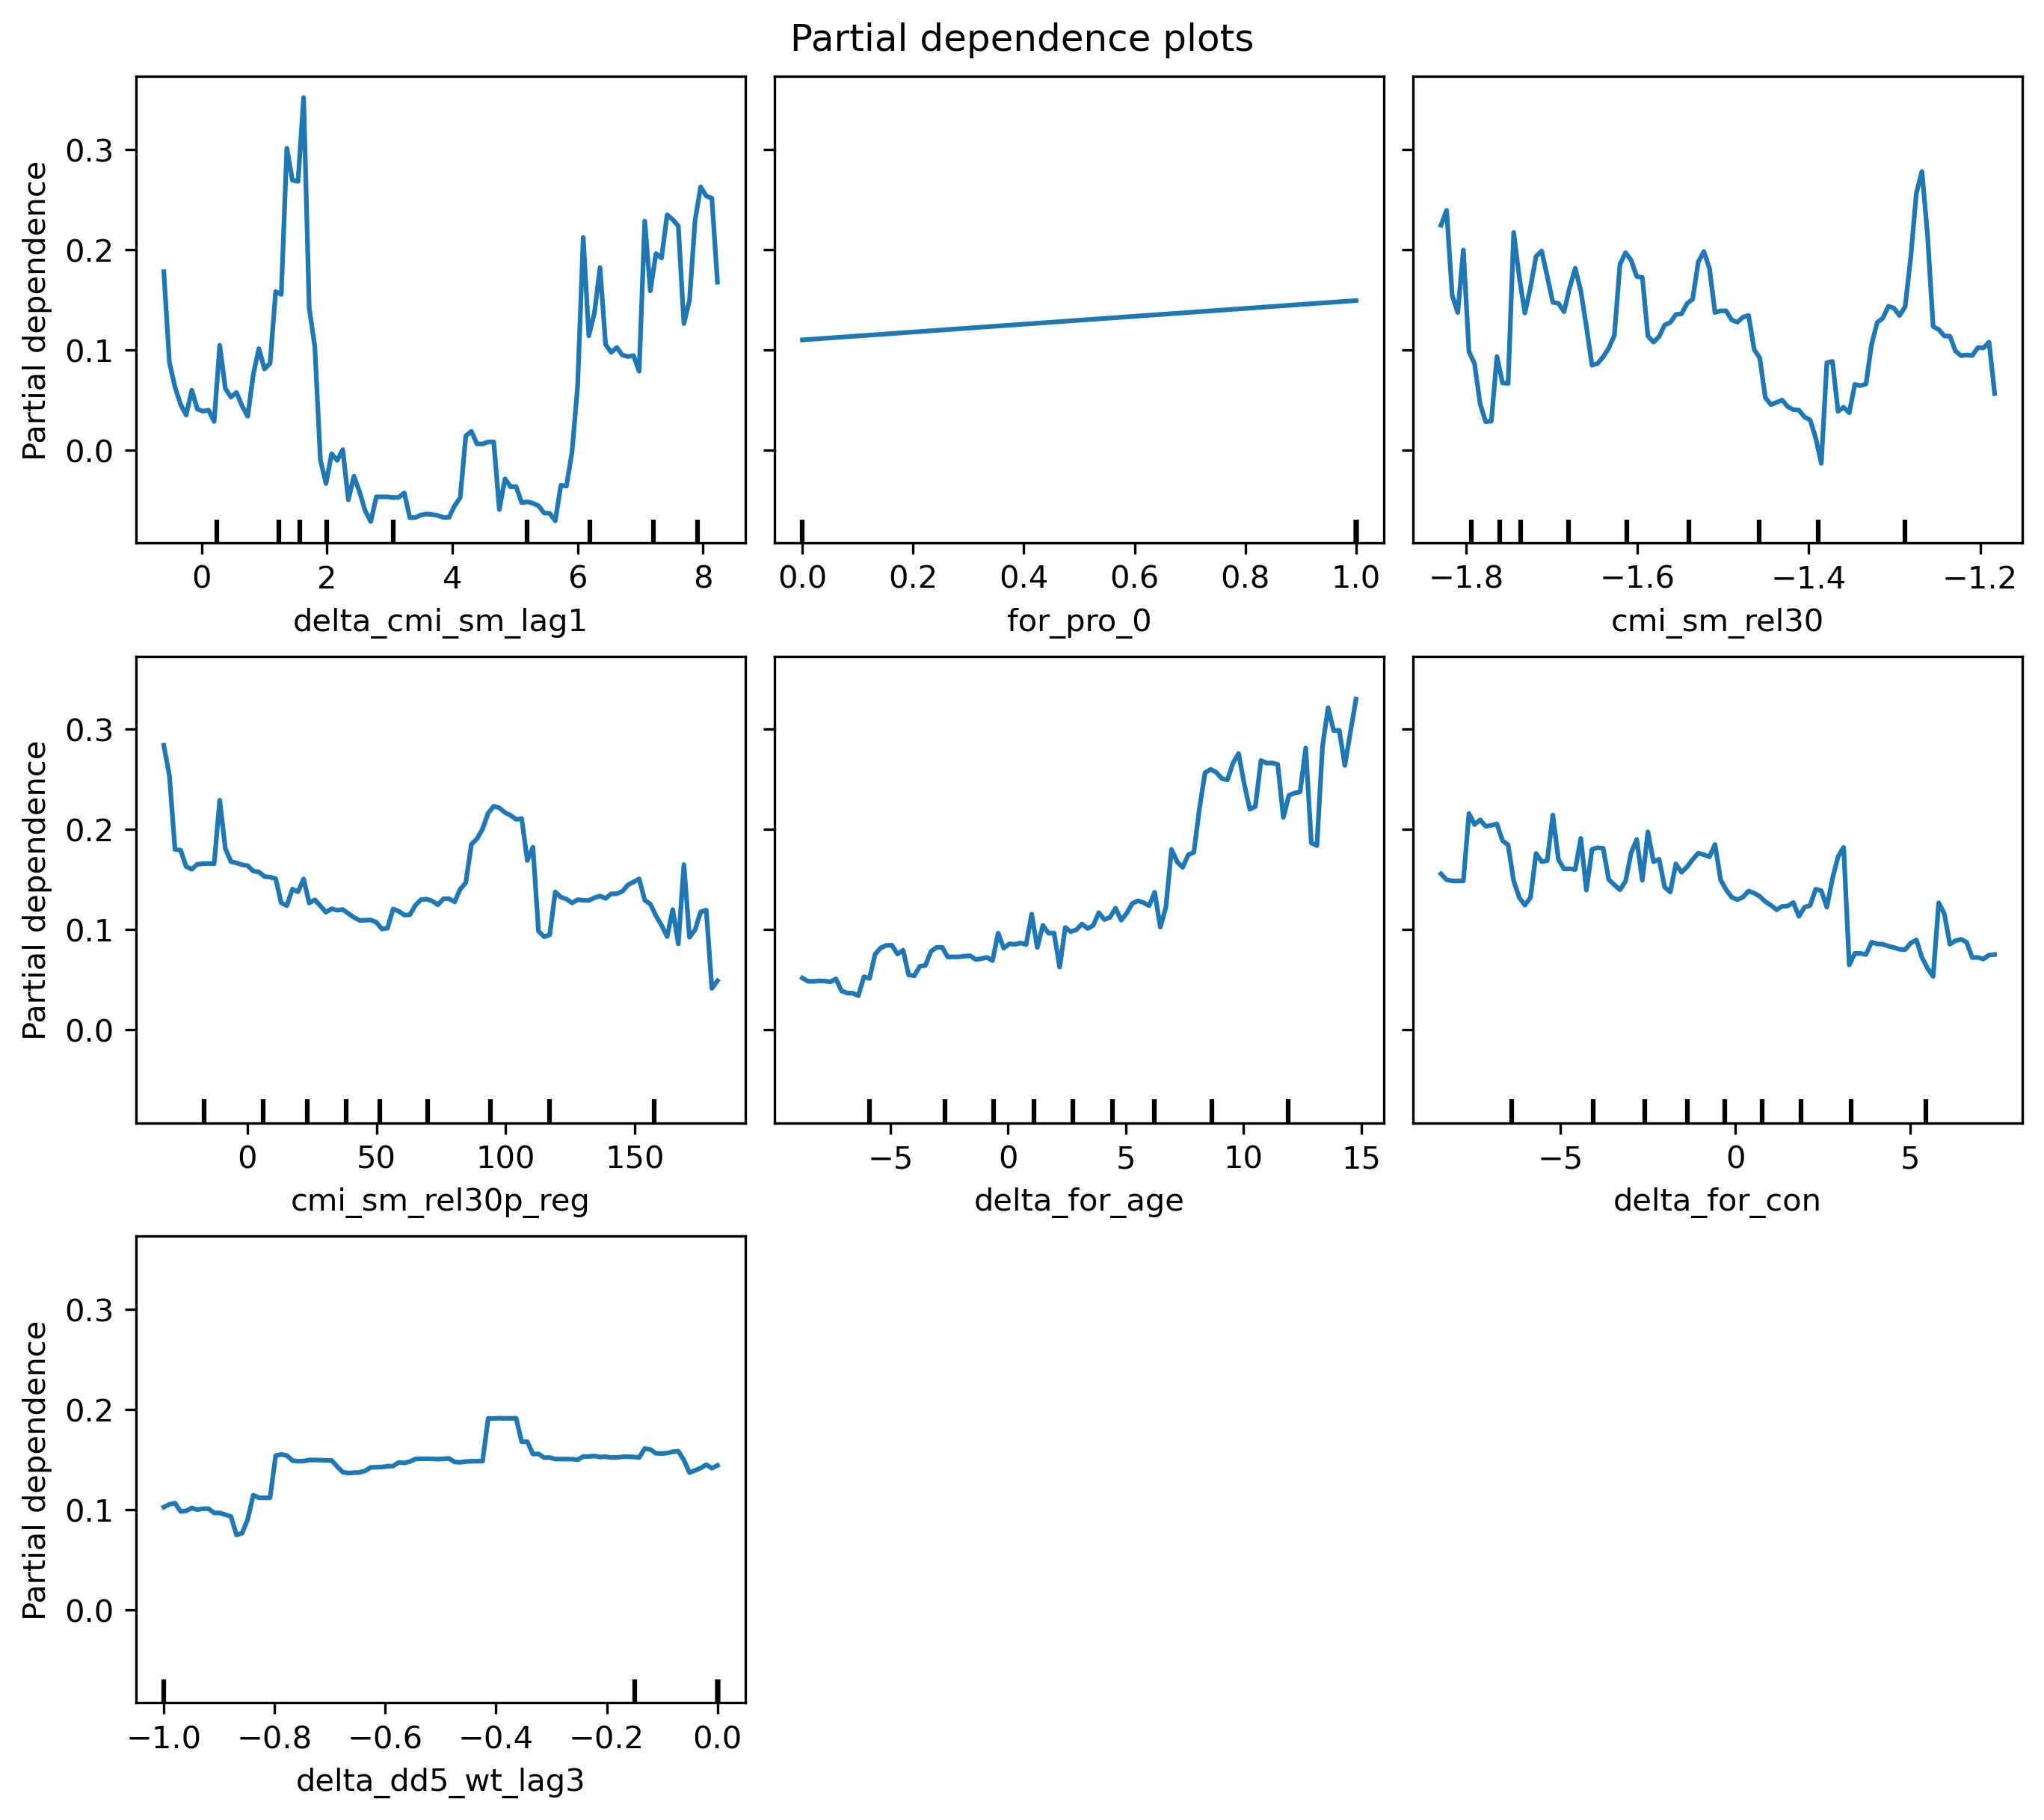 Partial dependence plots
Partial dependence
0.3
0.2
0.1
0.0
0 2 4 6 8
delta_cmi_sm_lag1
0.0 0.2 0.4 0.6 0.8 1.0
for_pro_0
−1.8 −1.6 −1.4 −1.2
cmi_sm_rel30
Partial dependence
0.3
0.2
0.1
0.0
0 50 100 150
cmi_sm_rel30p_reg
−5 0 5 10 15
delta_for_age
−5 0 5
delta_for_con
Partial dependence
0.3
0.2
0.1
0.0
−1.0 −0.8 −0.6 −0.4 −0.2 0.0
delta_dd5_wt_lag3